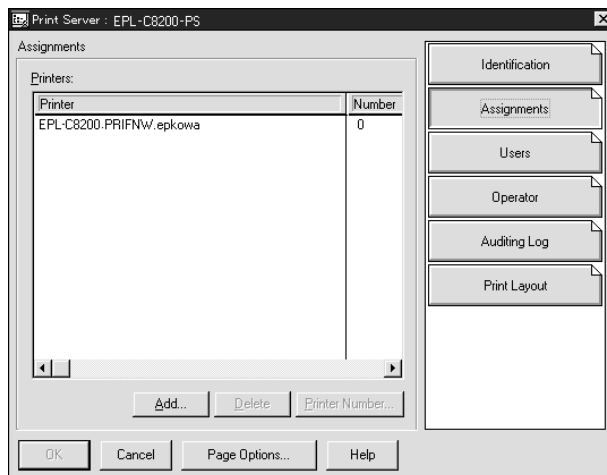 Print Server : EPL-C8200-PS
Assignments
Printers:
Printer Number
EPL-C8200.PRIFNW.epkowa 0
Add... Delete Printer Number...
OK Cancel Page Options... Help
Identification
Assignments
Users
Operator
Auditing Log
Print Layout